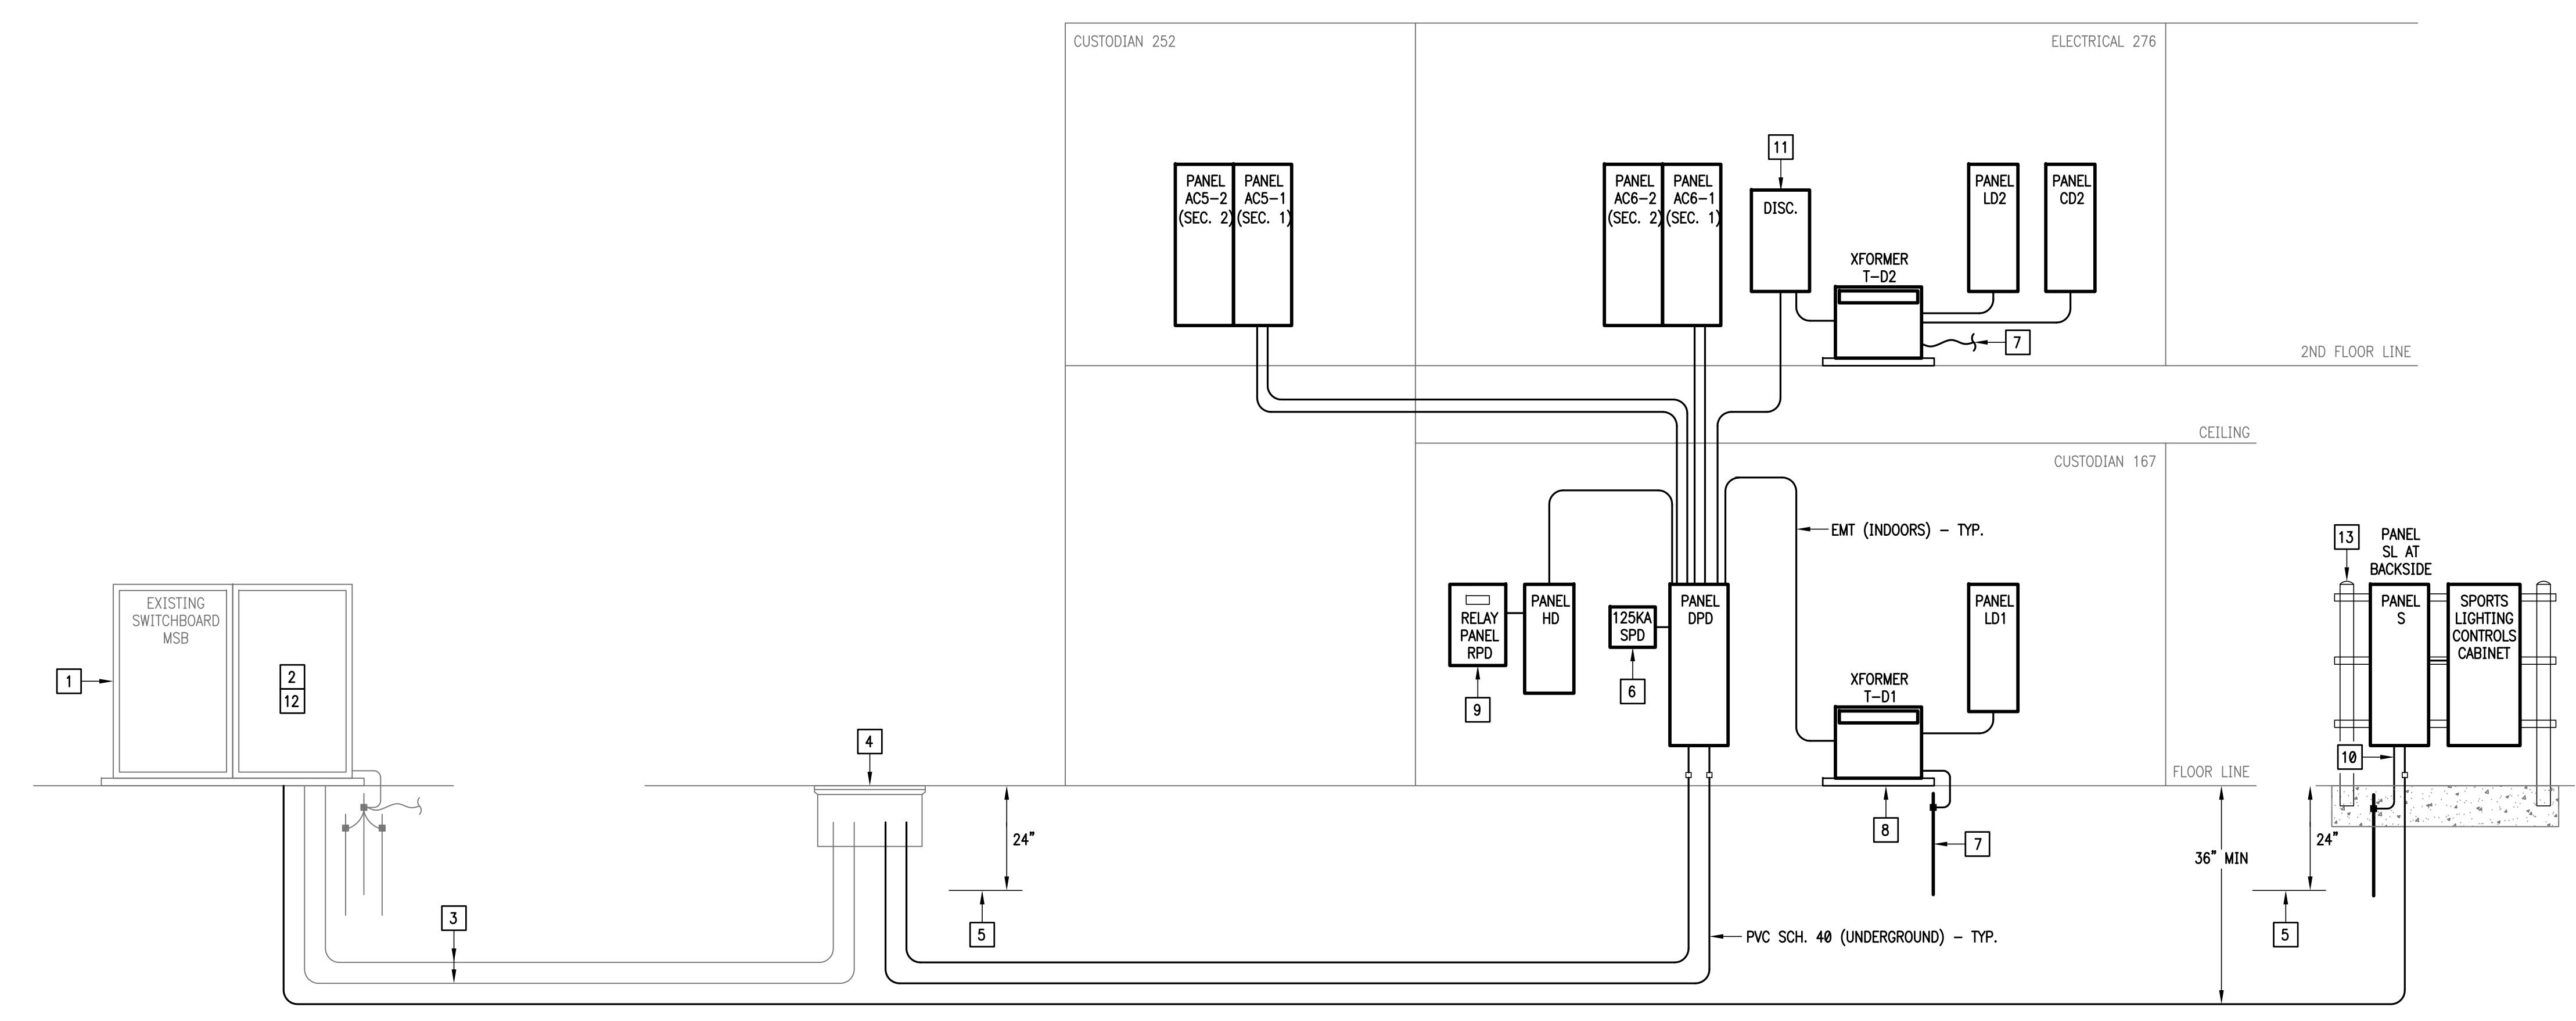 CUSTODIAN 252
ELECTRICAL 276
11
PANEL
AC5-2
(SEC. 2)
PANEL
AC5-1
(SEC. 1)
PANEL
AC6-2
(SEC. 2)
PANEL
AC6-1
(SEC. 1)
DISC.
PANEL
LD2
PANEL
CD2
XFORMER
T-D2
7
2ND FLOOR LINE
CEILING
CUSTODIAN 167
EMT (INDOORS) - TYP.
13
PANEL
SL AT
BACKSIDE
EXISTING
SWITCHBOARD
MSB
1
2
12
RELAY
PANEL
RPD
PANEL
HD
125KA
SPD
PANEL
DPD
PANEL
LD1
PANEL
S
SPORTS
LIGHTING
CONTROLS
CABINET
9
6
XFORMER
T-D1
4
10
FLOOR LINE
24"
8
7
36" MIN
24"
3
5
PVC SCH. 40 (UNDERGROUND) - TYP.
5